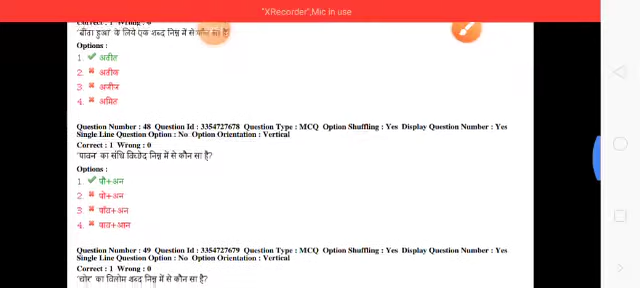 "XRecorder";Mic in use
Correct : 1 Wrong : 0
'बीता हुआ' के लिये एक शब्द निम्न में से कौन सा है?
Options :
1. ✔ अतीत
2. ✖ अतीक
3. ✖ अजीज
4. ✖ अमित
Question Number : 48 Question Id : 3354727678 Question Type : MCQ Option Shuffling : Yes Display Question Number : Yes
Single Line Question Option : No Option Orientation : Vertical
Correct : 1 Wrong : 0
'पावन' का संधि विच्छेद निम्न में से कौन सा है?
Options :
1. ✔ पौ+अन
2. ✖ पो+अन
3. ✖ पॉव+अन
4. ✖ पाव+आन
Question Number : 49 Question Id : 3354727679 Question Type : MCQ Option Shuffling : Yes Display Question Number : Yes
Single Line Question Option : No Option Orientation : Vertical
Correct : 1 Wrong : 0
'चोर' का विलोम शब्द निम्न में से कौन सा है?